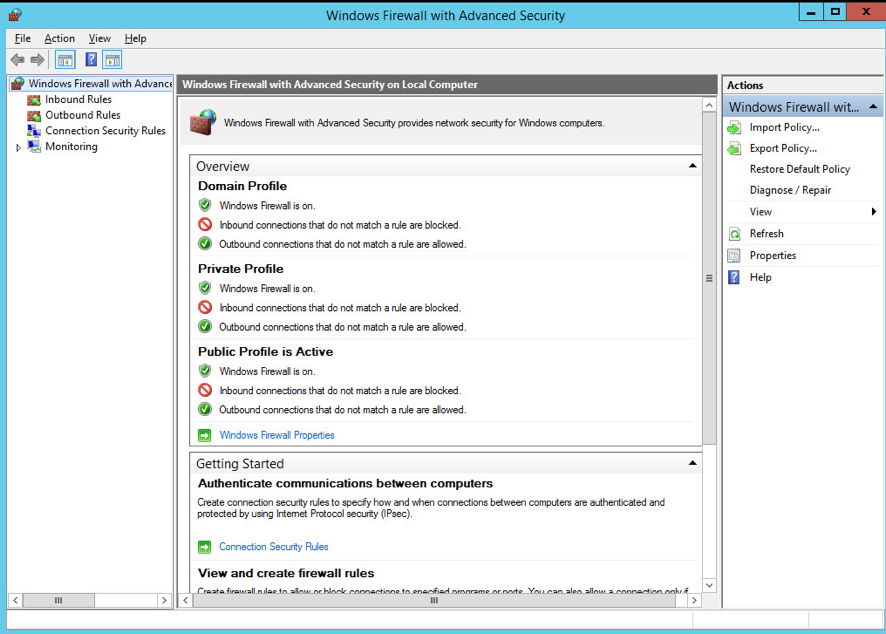 Windows Firewall with Advanced Security
File Action View Help
Windows Firewall with Advance
Inbound Rules
Outbound Rules
Connection Security Rules
Monitoring
Windows Firewall with Advanced Security on Local Computer
Windows Firewall with Advanced Security provides network security for Windows computers.
Overview
Domain Profile
Windows Firewall is on.
Inbound connections that do not match a rule are blocked.
Outbound connections that do not match a rule are allowed.
Private Profile
Windows Firewall is on.
Inbound connections that do not match a rule are blocked.
Outbound connections that do not match a rule are allowed.
Public Profile is Active
Windows Firewall is on.
Inbound connections that do not match a rule are blocked.
Outbound connections that do not match a rule are allowed.
Windows Firewall Properties
Getting Started
Authenticate communications between computers
Create connection security rules to specify how and when connections between computers are authenticated and
protected by using Internet Protocol security (IPsec).
Connection Security Rules
View and create firewall rules
Create firewall rules to allow or block connections to specified programs or ports. You can also allow a connection only if
Actions
Windows Firewall wit...
Import Policy...
Export Policy...
Restore Default Policy
Diagnose / Repair
View
Refresh
Properties
Help